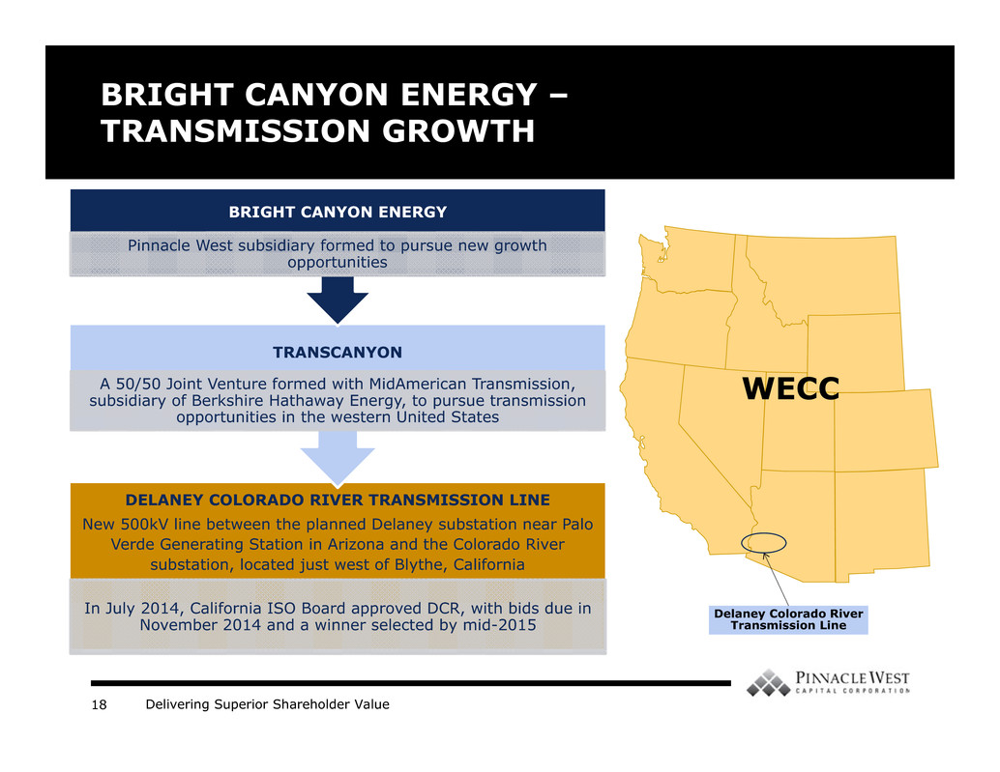 BRIGHT CANYON ENERGY –
TRANSMISSION GROWTH
BRIGHT CANYON ENERGY
Pinnacle West subsidiary formed to pursue new growth
opportunities
TRANSCANYON
A 50/50 Joint Venture formed with MidAmerican Transmission,
subsidiary of Berkshire Hathaway Energy, to pursue transmission
opportunities in the western United States
DELANEY COLORADO RIVER TRANSMISSION LINE
New 500kV line between the planned Delaney substation near Palo
Verde Generating Station in Arizona and the Colorado River
substation, located just west of Blythe, California
In July 2014, California ISO Board approved DCR, with bids due in
November 2014 and a winner selected by mid-2015
WECC
Delaney Colorado River
Transmission Line
18 Delivering Superior Shareholder Value
PINNACLE WEST
CAPITAL CORPORATION